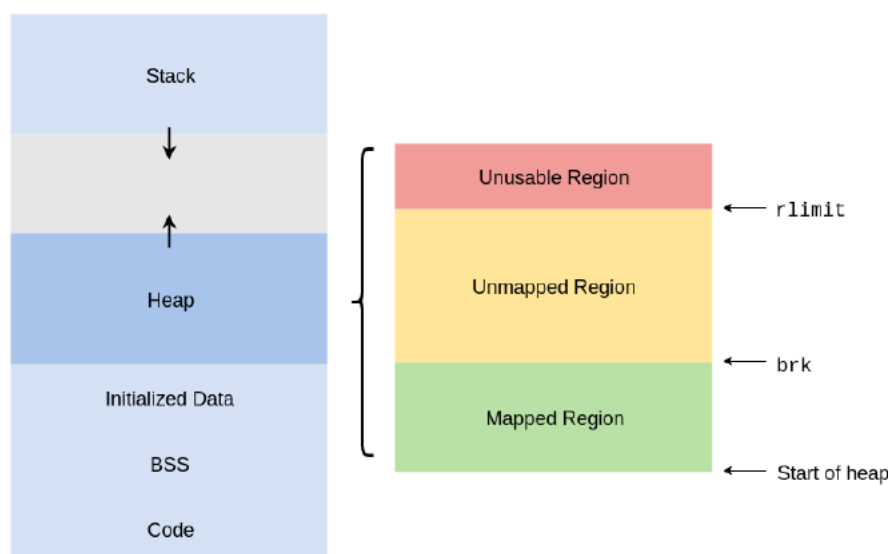 Stack
Heap
Initialized Data
BSS
Code
Unusable Region
rlimit
Unmapped Region
brk
Mapped Region
Start of heap